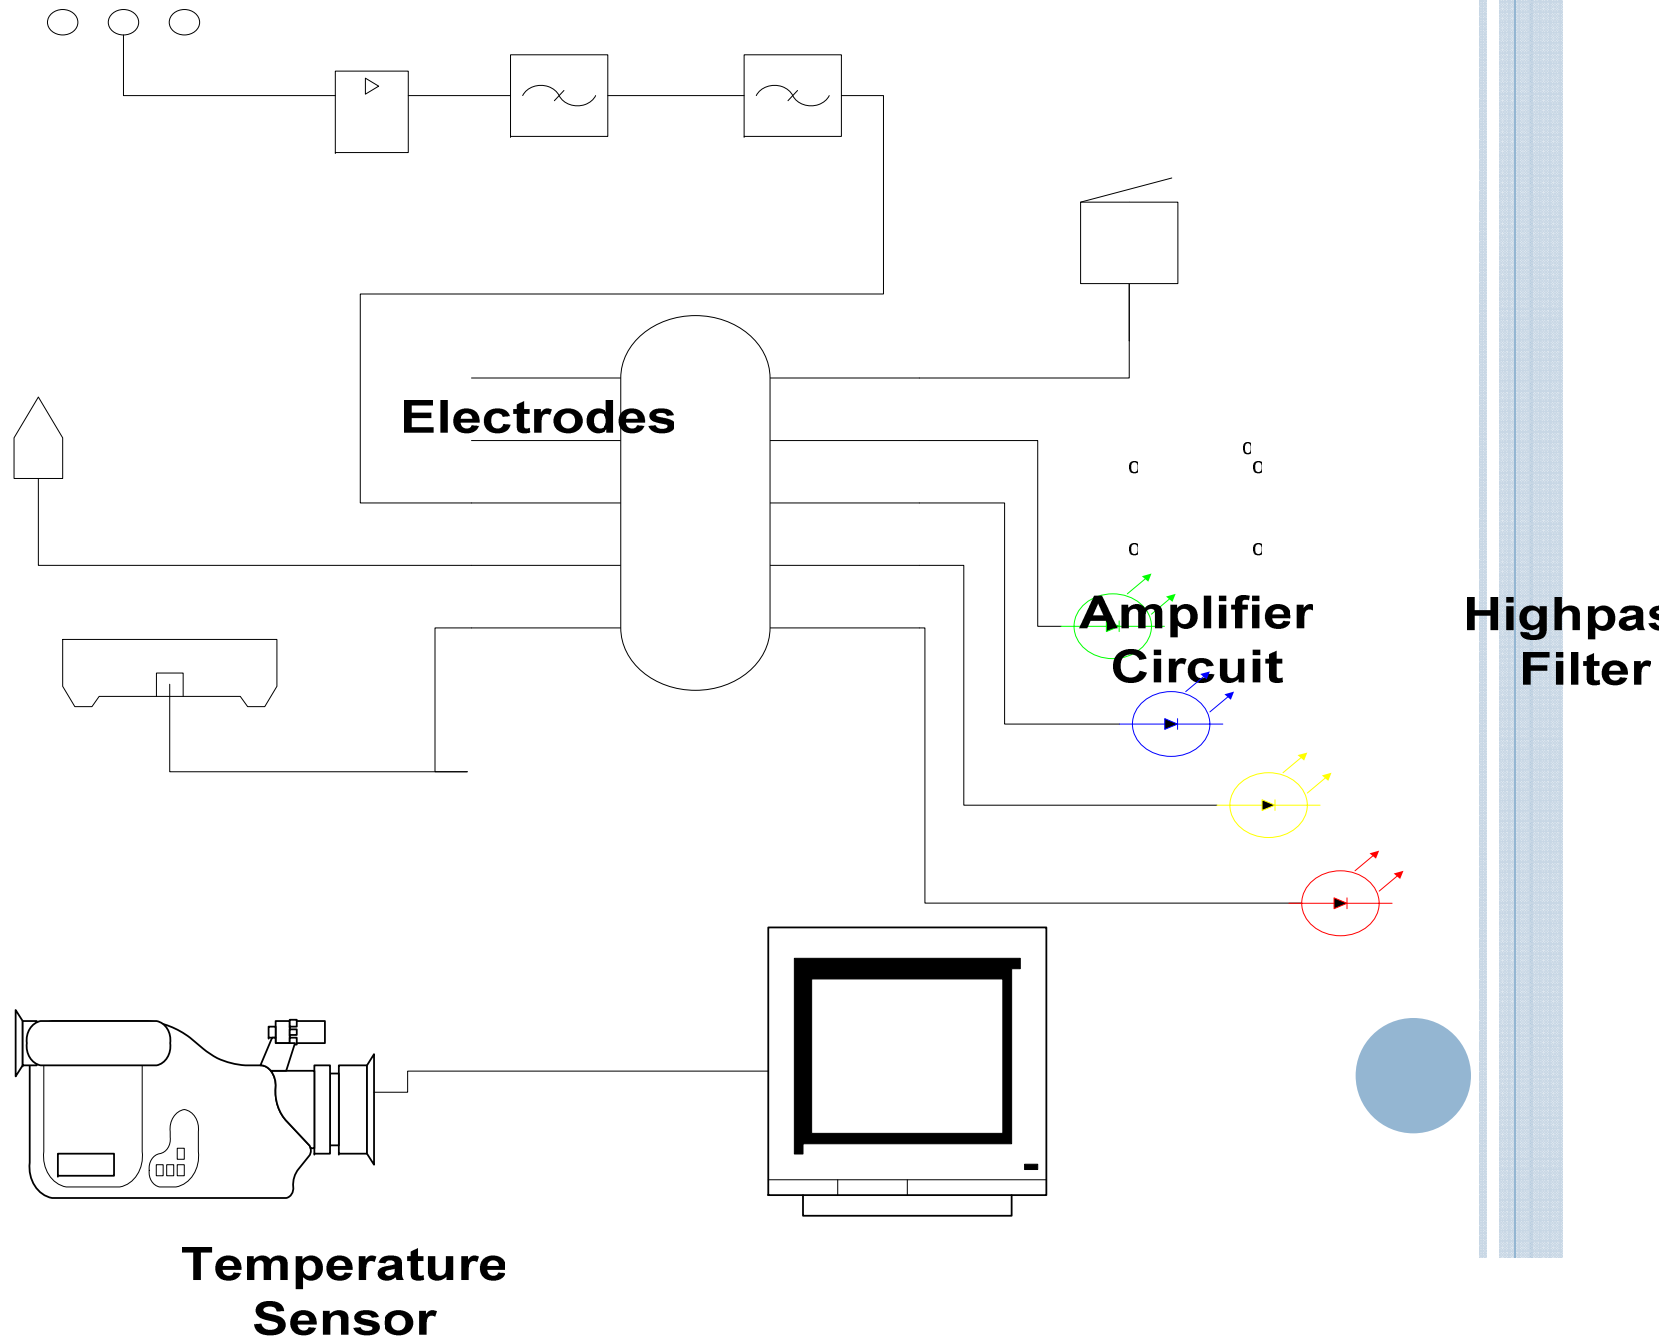 Electrodes
o
o
o
o
o
Amplifier
Circuit
Highpas
Filter
Temperature
Sensor